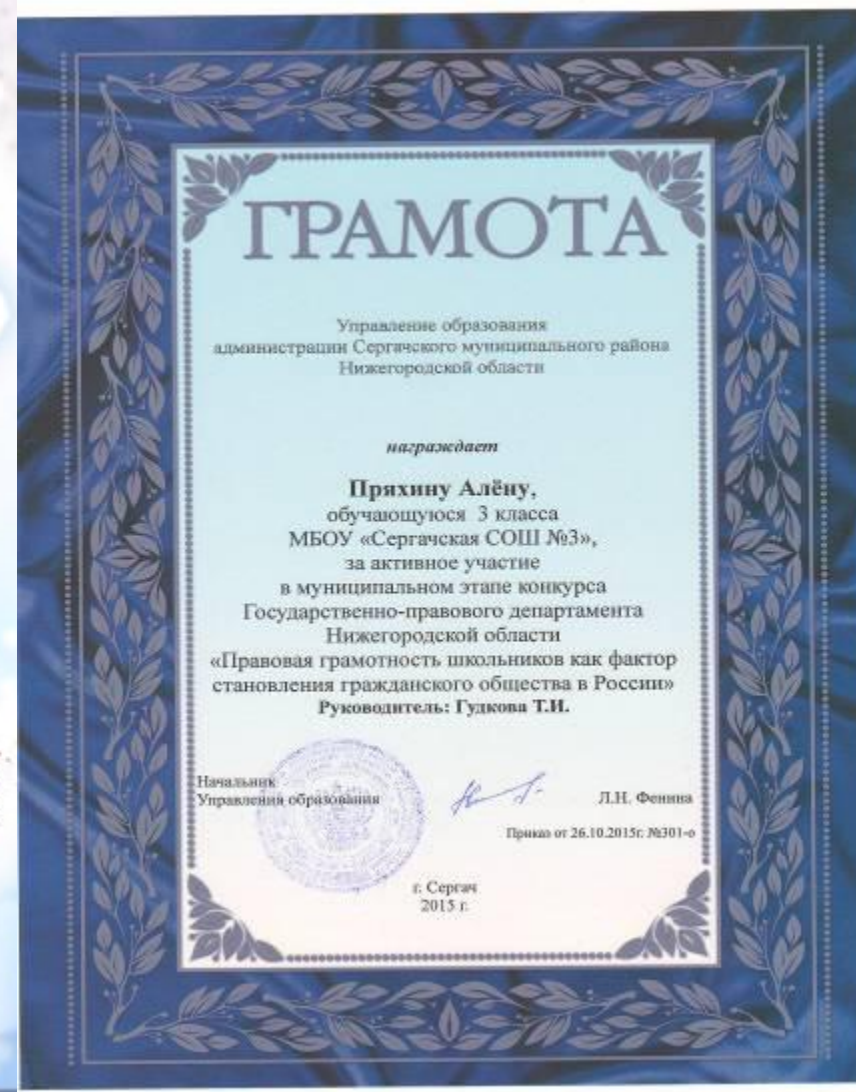 ГРАМОТА
Управление образования
администрации Сергачского муниципального района
Нижегородской области
награждает
Пряхину Алёну,
обучающуюся 3 класса
МБОУ «Сергачская СОШ №3»,
за активное участие
в муниципальном этапе конкурса
Государственно-правового департамента
Нижегородской области
«Правовая грамотность школьников как фактор
становления гражданского общества в России»
Руководитель: Гудкова Т.И.
Начальник
Управления образования
Л.Н. Фенина
Приказ от 26.10.2015г. №301-о
г. Сергач
2015 г.